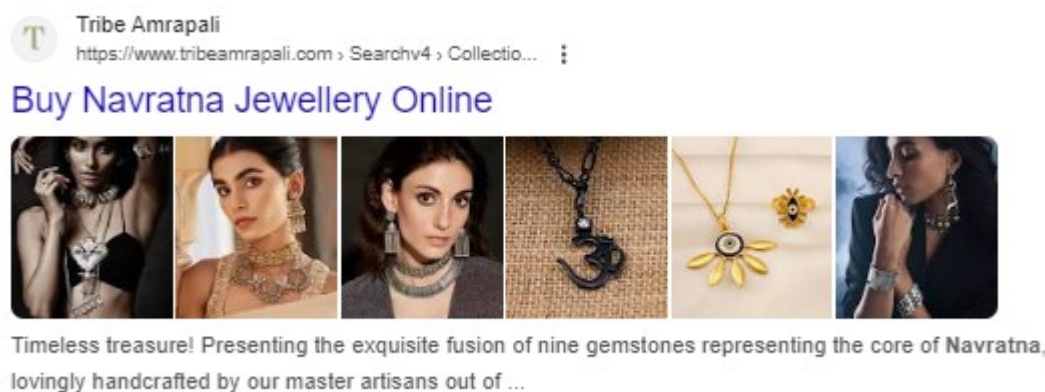 T
Tribe Amrapali
https://www.tribeamrapali.com › Searchv4 › Collectio...
Buy Navratna Jewellery Online
Timeless treasure! Presenting the exquisite fusion of nine gemstones representing the core of Navratna,
lovingly handcrafted by our master artisans out of ...